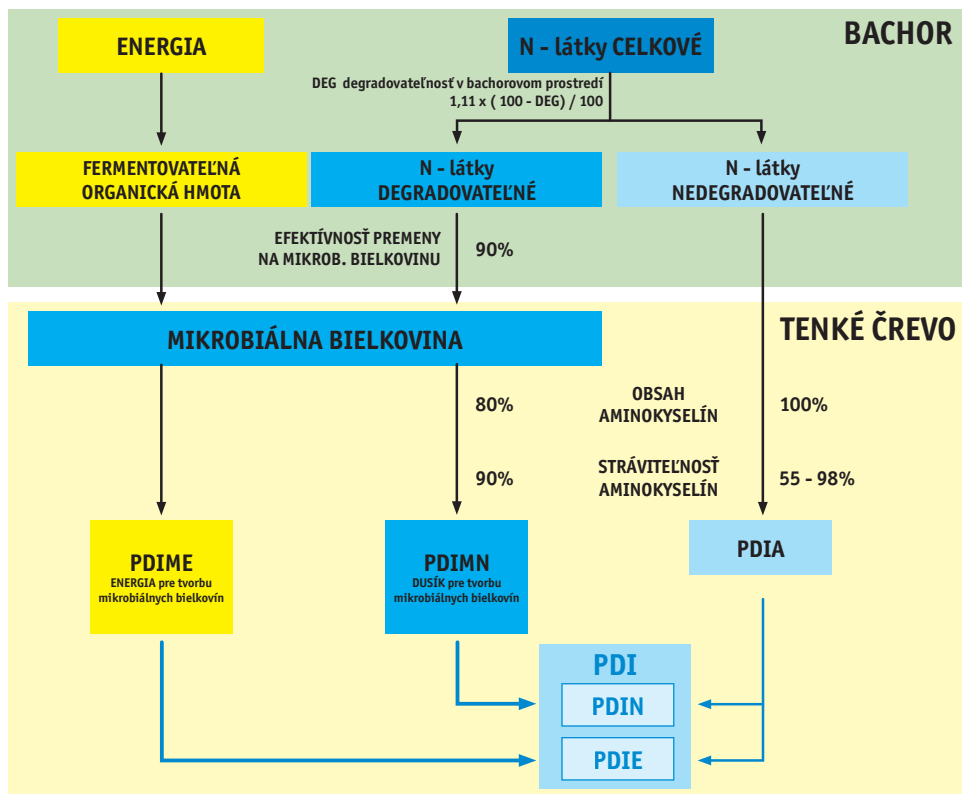 BACHOR
ENERGIA
N - látky CELKOVÉ
DEG degradovateľnosť v bachorovom prostredí
1,11 x ( 100 - DEG) / 100
FERMENTOVATEĽNÁ
ORGANICKÁ HMOTA
N - látky
DEGRADOVATEĽNÉ
N - látky
NEDEGRADOVATEĽNÉ
EFEKTÍVNOSŤ PREMENY
NA MIKROB. BIELKOVINU
90%
TENKÉ ČREVO
MIKROBIÁLNA BIELKOVINA
80%
OBSAH
AMINOKYSELÍN
100%
90%
STRÁVITEĽNOSŤ
AMINOKYSELÍN
55 - 98%
PDIME
ENERGIA pre tvorbu
mikrobiálnych bielkovín
PDIMN
DUSÍK pre tvorbu
mikrobiálnych bielkovín
PDIA
PDI
PDIN
PDIE